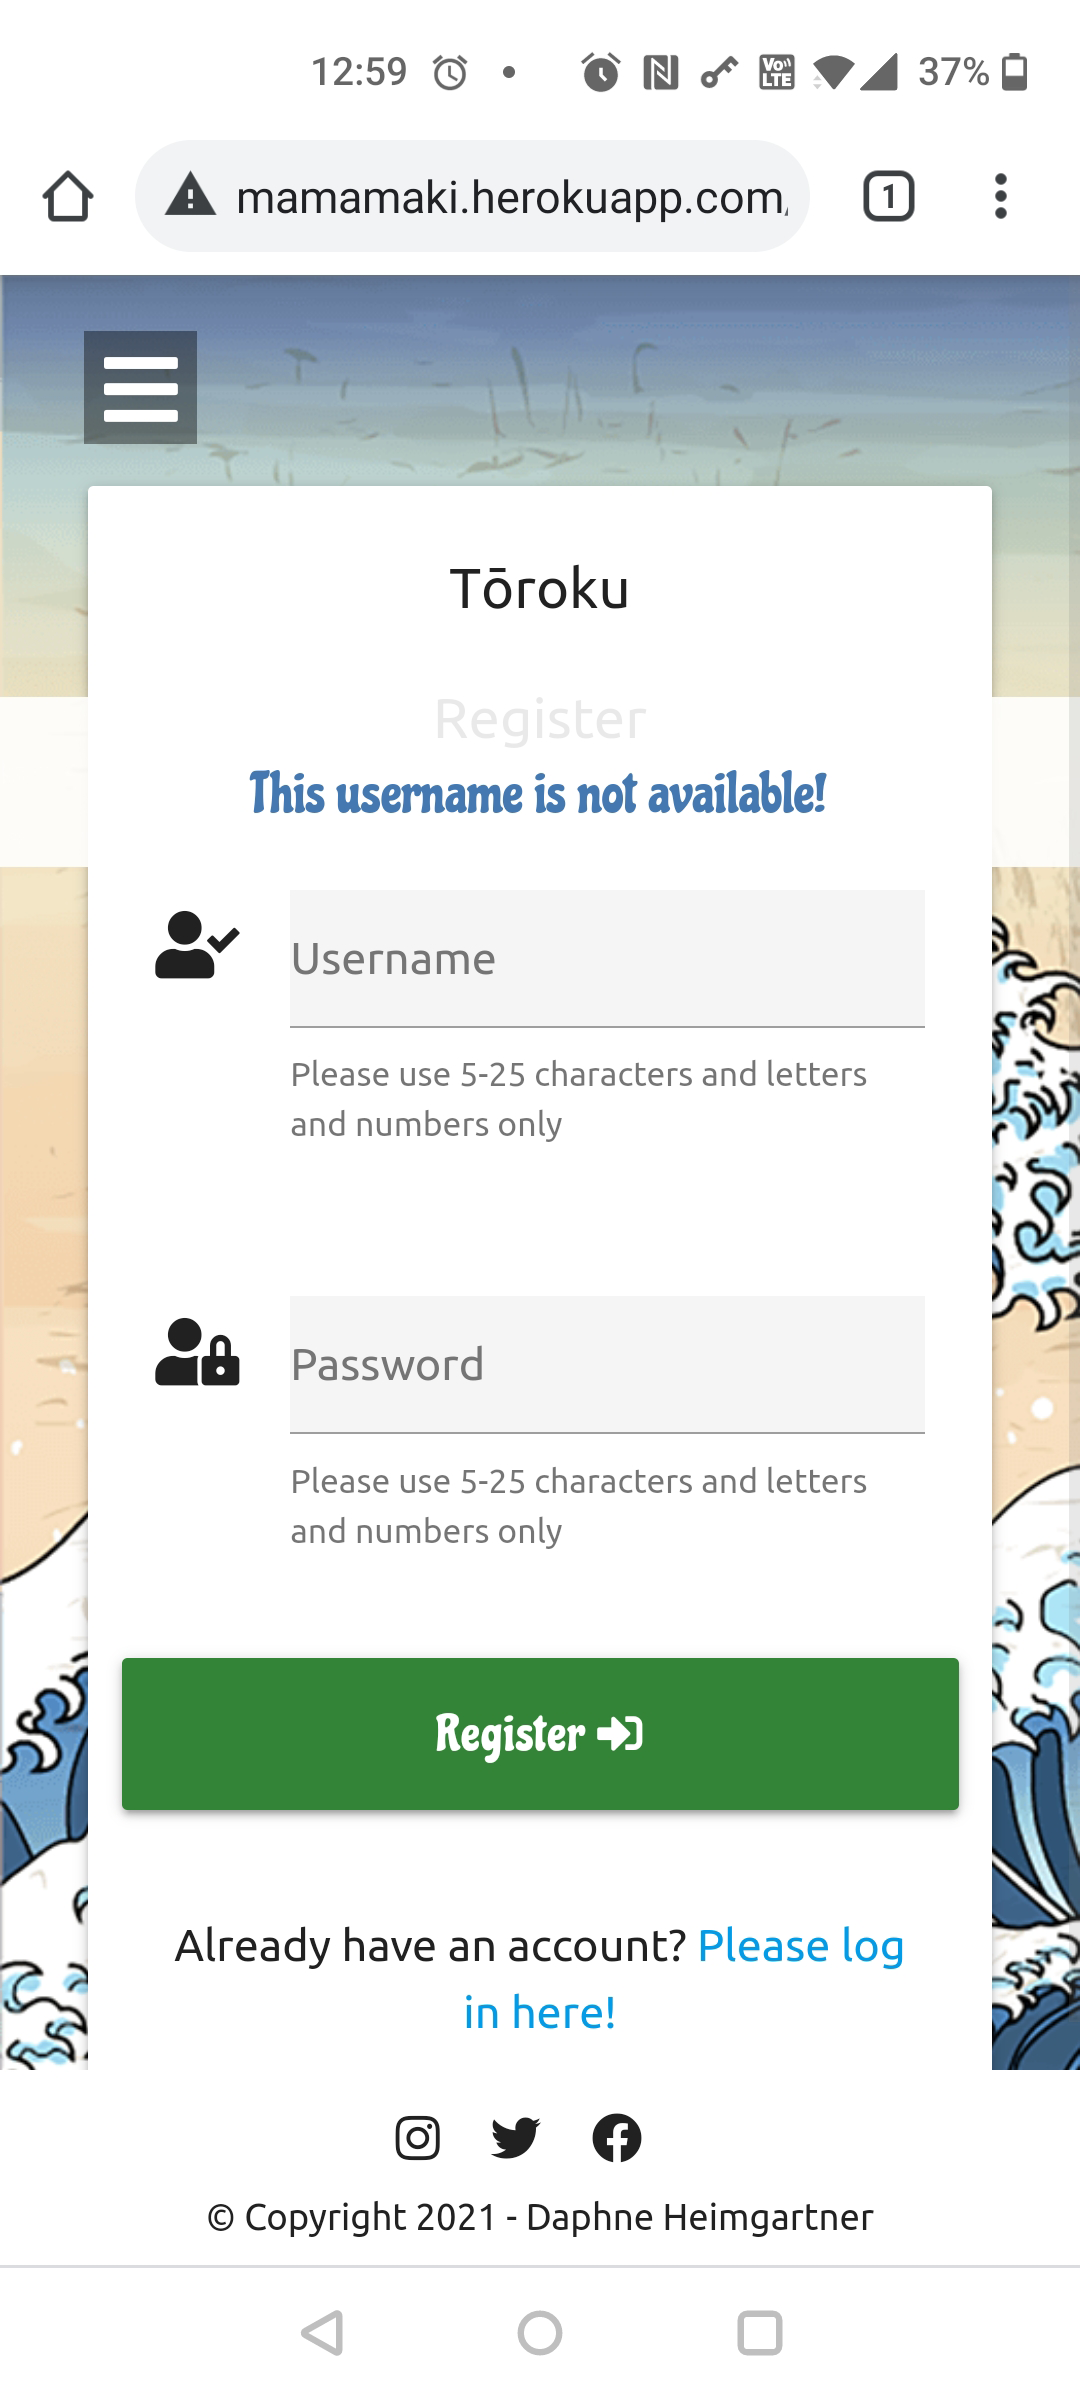 12:59
Vo LTE
37%
mamamaki.herokuapp.com/
1
Tōroku
Register
This username is not available!
Username
Please use 5-25 characters and letters
and numbers only
Password
Please use 5-25 characters and letters
and numbers only
Register
Already have an account? Please log
in here!
© Copyright 2021 - Daphne Heimgartner